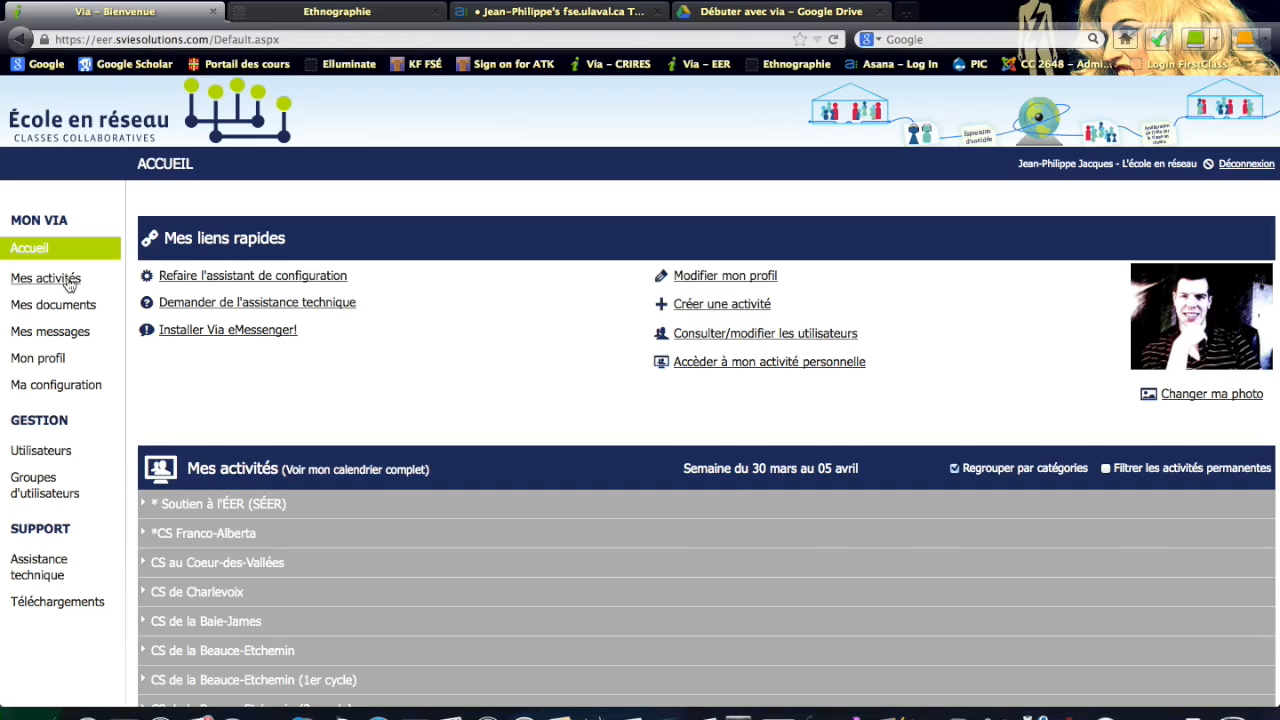 Via – Bienvenue
Ethnographie
• Jean-Philippe's fse.ulaval.ca T...
Débuter avec via – Google Drive
https://eer.sviesolutions.com/Default.aspx
Google
Google
Google Scholar
Portail des cours
Elluminate
KF FSÉ
Sign on for ATK
Via – CRIRES
Via – EER
Ethnographie
Asana – Log In
PIC
CC 2648 – Admi...
Login FirstClass
École en réseau
CLASSES COLLABORATIVES
ACCUEIL
Jean-Philippe Jacques - L'école en réseau
Déconnexion
MON VIA
Accueil
Mes activités
Mes documents
Mes messages
Mon profil
Ma configuration
GESTION
Utilisateurs
Groupes
d'utilisateurs
SUPPORT
Assistance
technique
Téléchargements
Mes liens rapides
Refaire l'assistant de configuration
Demander de l'assistance technique
Installer Via eMessenger!
Modifier mon profil
Créer une activité
Consulter/modifier les utilisateurs
Accèder à mon activité personnelle
Changer ma photo
Mes activités (Voir mon calendrier complet)
Semaine du 30 mars au 05 avril
Regrouper par catégories
Filtrer les activités permanentes
* Soutien à l'ÉER (SÉER)
*CS Franco-Alberta
CS au Coeur-des-Vallées
CS de Charlevoix
CS de la Baie-James
CS de la Beauce-Etchemin
CS de la Beauce-Etchemin (1er cycle)